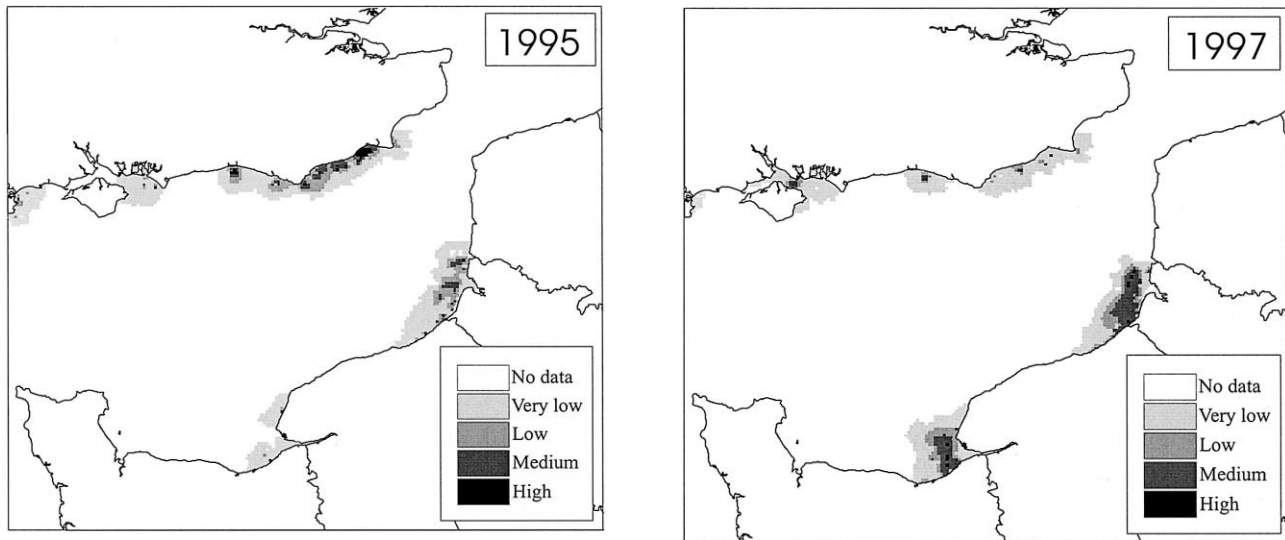 1995
No data
Very low
Low
Medium
High
1997
No data
Very low
Low
Medium
High